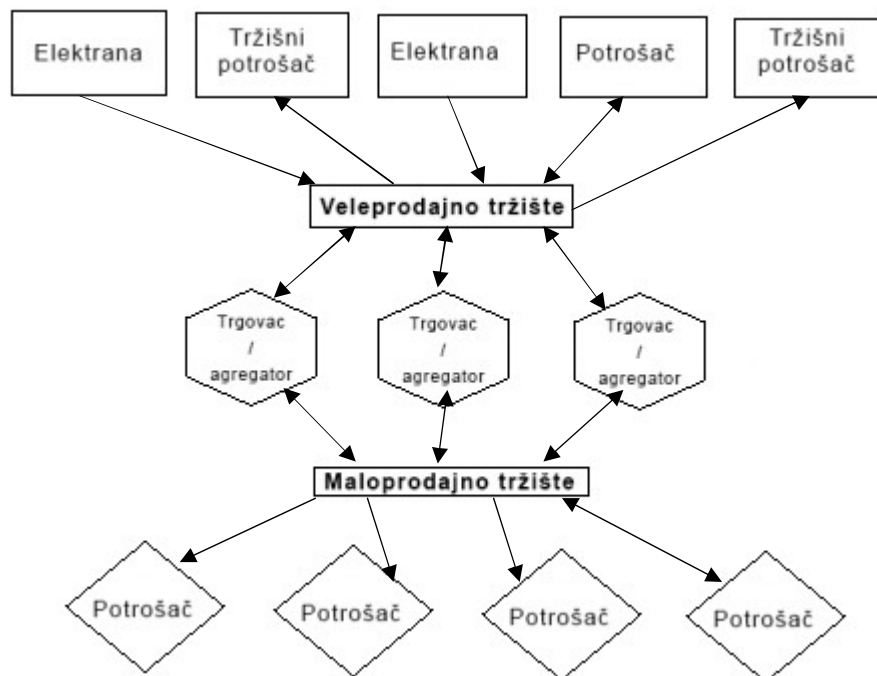 Elektrana
Tržišni
potrošač
Elektrana
Potrošač
Tržišni
potrošač
Veleprodajno tržište
Trgovac
/
agregator
Trgovac
/
agregator
Trgovac
/
agregator
Maloprodajno tržište
Potrošač
Potrošač
Potrošač
Potrošač